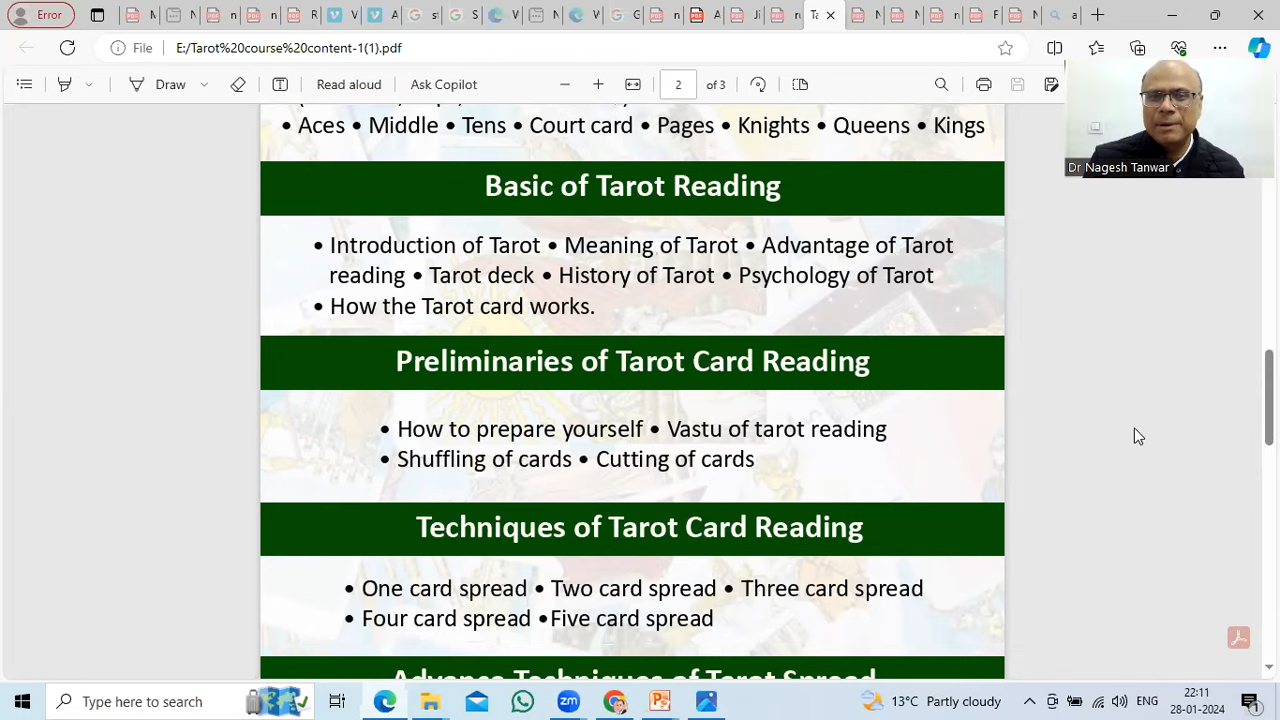 Error
File
E:/Tarot%20course%20content-1(1).pdf
Draw
Read aloud
Ask Copilot
2
of 3
• Aces • Middle • Tens • Court card • Pages • Knights • Queens • Kings
Basic of Tarot Reading
• Introduction of Tarot • Meaning of Tarot • Advantage of Tarot
reading • Tarot deck • History of Tarot • Psychology of Tarot
• How the Tarot card works.
Preliminaries of Tarot Card Reading
• How to prepare yourself • Vastu of tarot reading
• Shuffling of cards • Cutting of cards
Techniques of Tarot Card Reading
• One card spread • Two card spread • Three card spread
• Four card spread •Five card spread
Advance Techniques of Tarot Spread
Dr Nagesh Tanwar
Type here to search
13°C Partly cloudy
ENG
22:11
28-01-2024